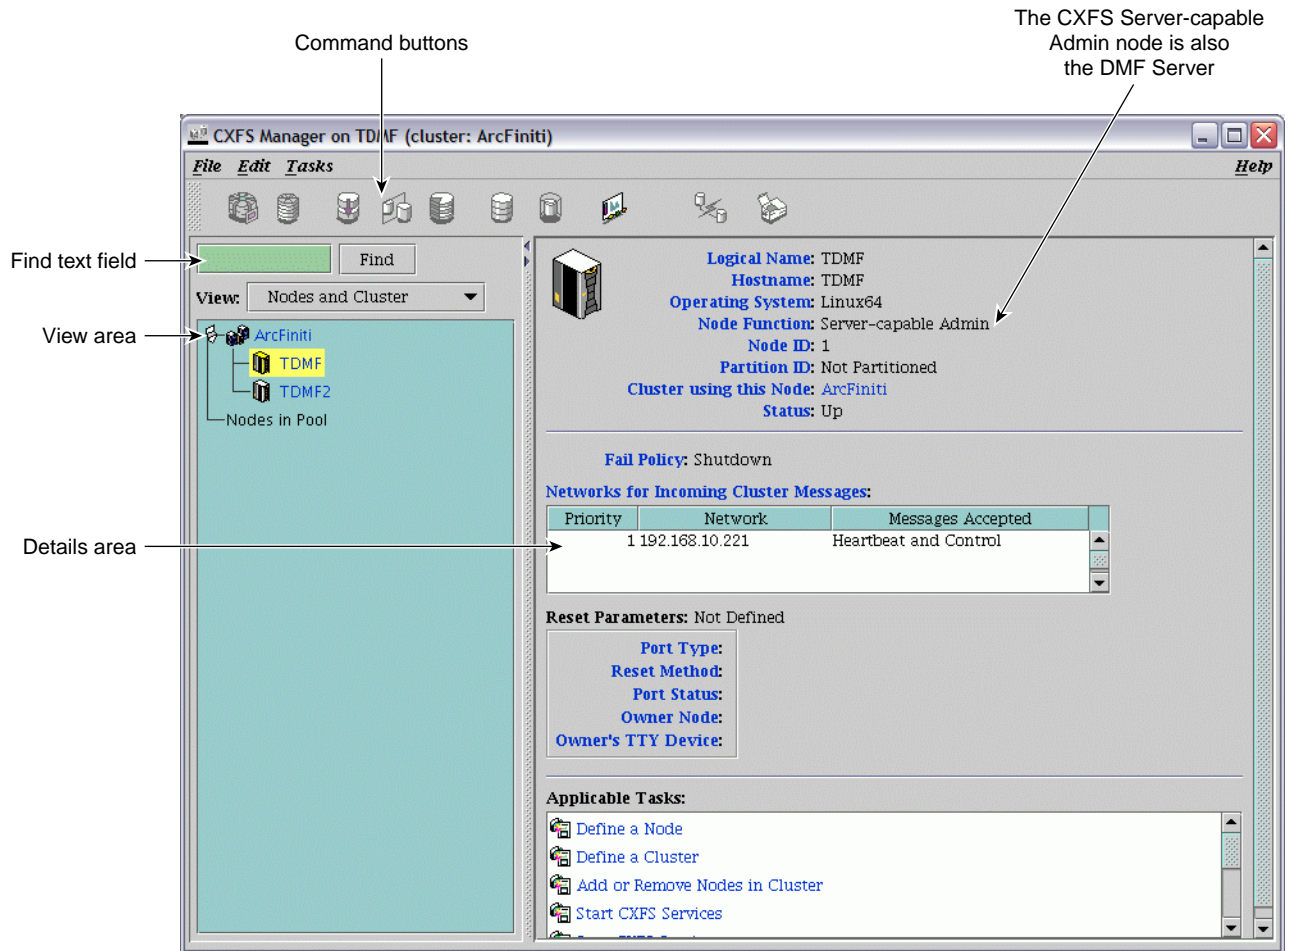 The CXFS Server-capable
Admin node is also
the DMF Server
Command buttons
CXFS Manager on TDMF (cluster: ArcFiniti)
File Edit Tasks Help
Find text field
Find
View: Nodes and Cluster
View area
ArcFiniti
TDMF
TDMF2
Nodes in Pool
Details area
Logical Name: TDMF
Hostname: TDMF
Operating System: Linux64
Node Function: Server-capable Admin
Node ID: 1
Partition ID: Not Partitioned
Cluster using this Node: ArcFiniti
Status: Up
Fail Policy: Shutdown
Networks for Incoming Cluster Messages:
Priority Network Messages Accepted
1 192.168.10.221 Heartbeat and Control
Reset Parameters: Not Defined
Port Type:
Reset Method:
Port Status:
Owner Node:
Owner's TTY Device:
Applicable Tasks:
Define a Node
Define a Cluster
Add or Remove Nodes in Cluster
Start CXFS Services